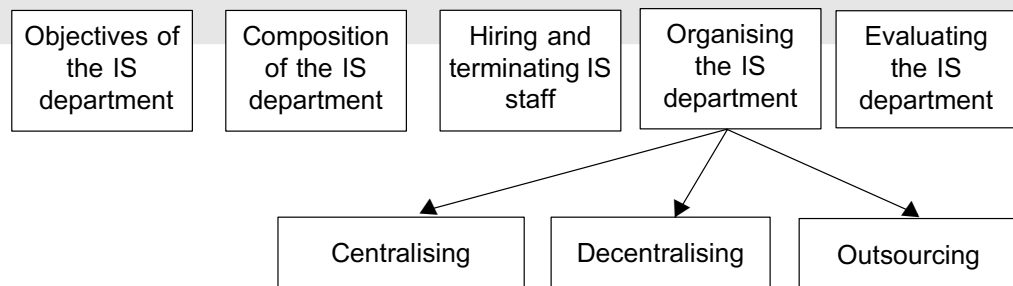 Objectives of
the IS
department
Composition
of the IS
department
Hiring and
terminating IS
staff
Organising
the IS
department
Evaluating
the IS
department
Centralising
Decentralising
Outsourcing